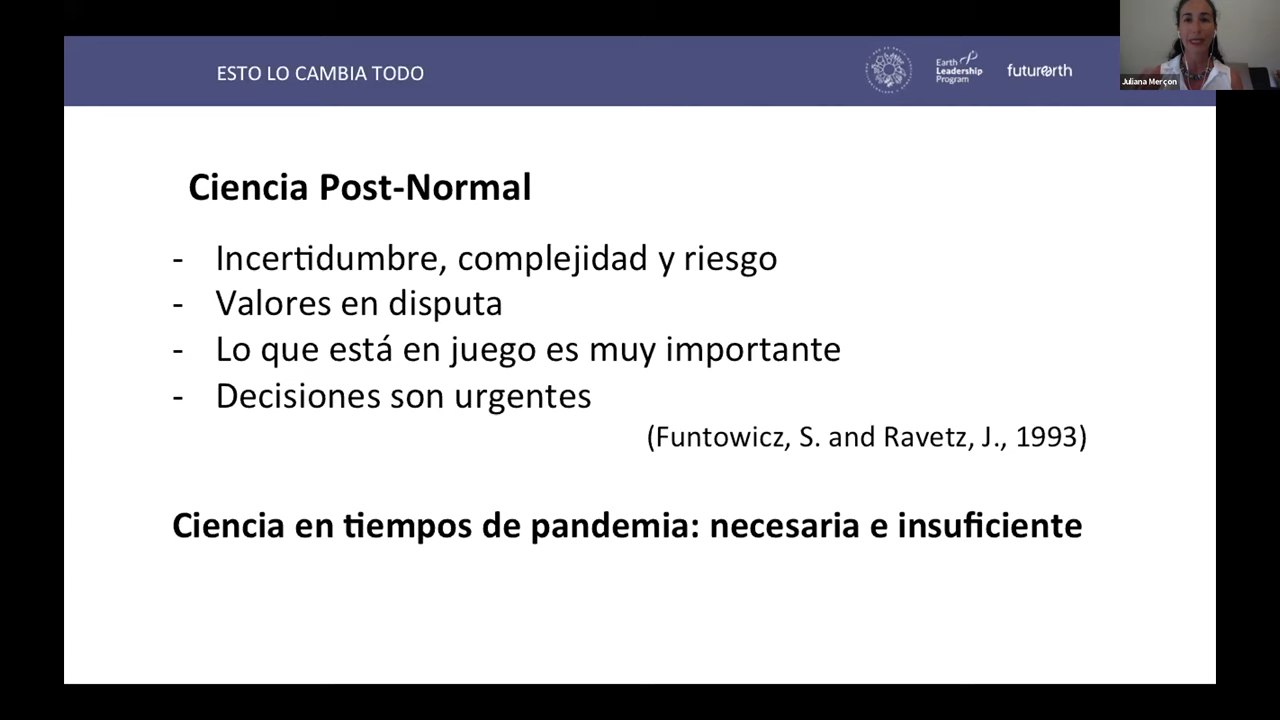 ESTO LO CAMBIA TODO
Earth
Leadership
Program
futurerth
Juliana Merçon
Ciencia Post-Normal
- Incertidumbre, complejidad y riesgo
- Valores en disputa
- Lo que está en juego es muy importante
- Decisiones son urgentes
(Funtowicz, S. and Ravetz, J., 1993)
Ciencia en tiempos de pandemia: necesaria e insuficiente